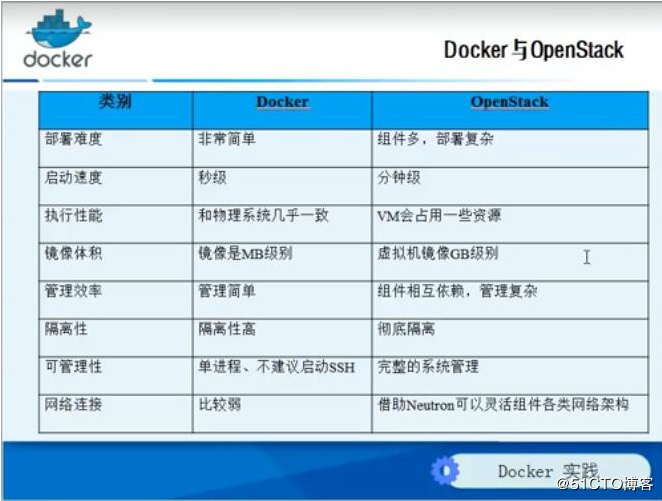 docker
Docker与OpenStack
类别 Docker OpenStack
部署难度 非常简单 组件多，部署复杂
启动速度 秒级 分钟级
执行性能 和物理系统几乎一致 VM会占用一些资源
镜像体积 镜像是MB级别 虚拟机镜像GB级别
管理效率 管理简单 组件相互依赖，管理复杂
隔离性 隔离性高 彻底隔离
可管理性 单进程、不建议启动SSH 完整的系统管理
网络连接 比较弱 借助Neutron可以灵活组件各类网络架构
Docker 实践
@51CTO博客